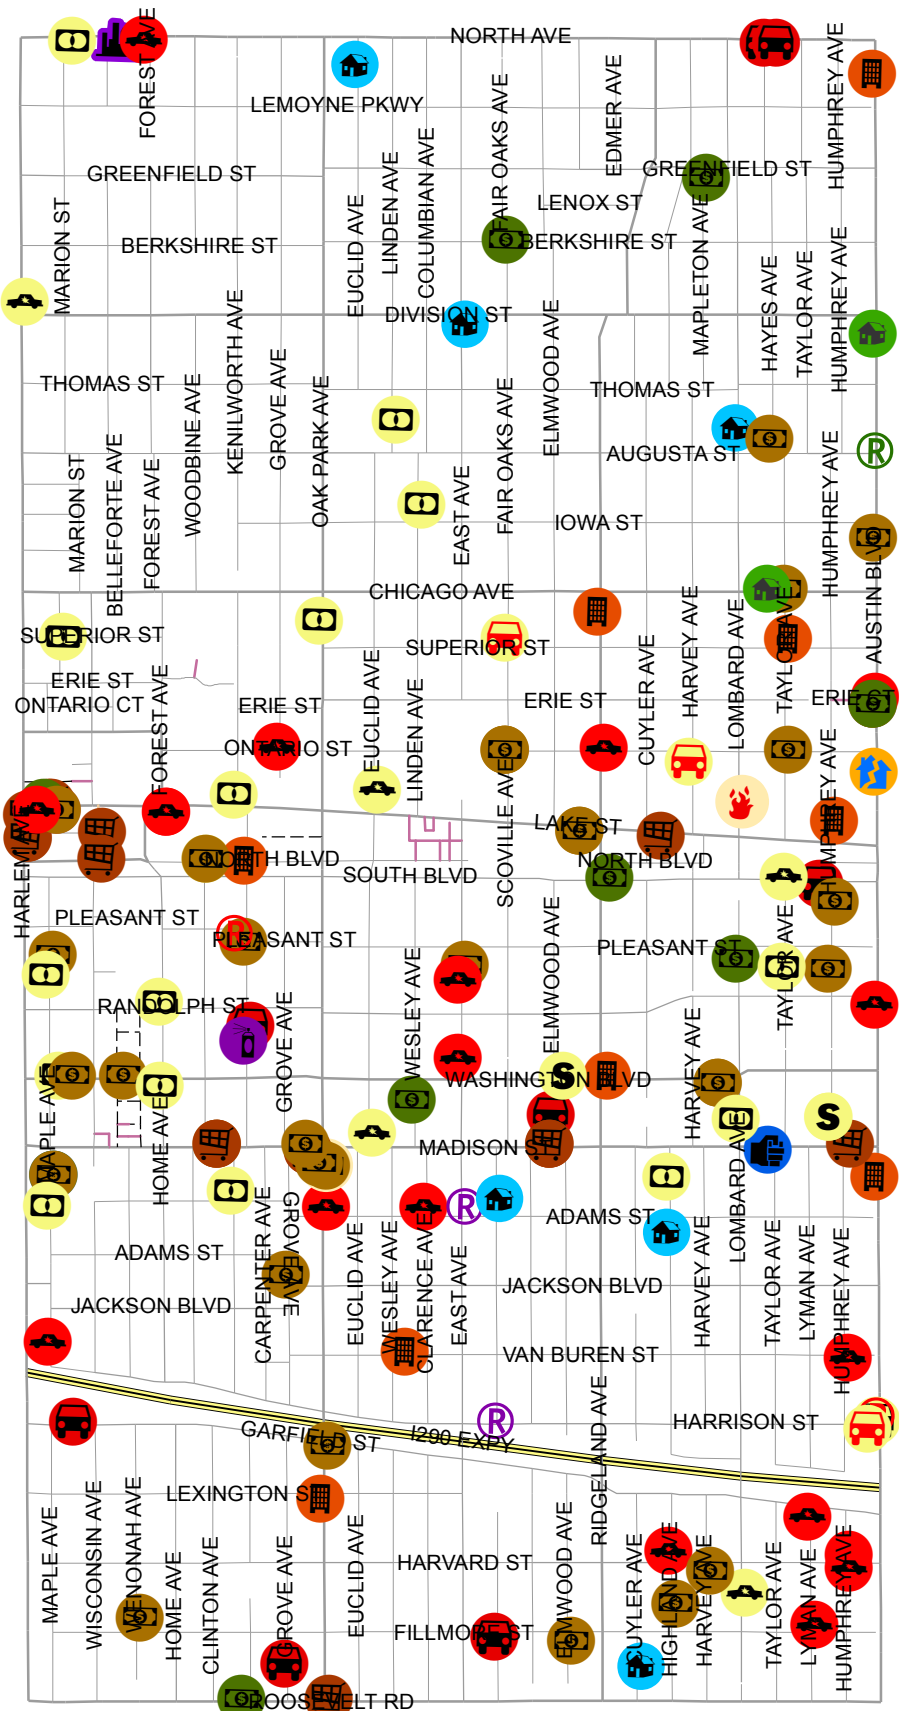 NORTH AVE
FOREST AVE
HUMPHREY AVE
LEMOYNE PKWY
FAIR OAKS AVE
EDMER AVE
GREENFIELD ST
GREENFIELD ST
LINDEN AVE
COLUMBIAN AVE
EUCLID AVE
LENOX ST
MARION ST
BERKSHIRE ST
BERKSHIRE ST
MAPLETON AVE
HAYES AVE
TAYLOR AVE
HUMPHREY AVE
DIVISION ST
KENILWORTH AVE
ELMWOOD AVE
THOMAS ST
THOMAS ST
WOODBINE AVE
GROVE AVE
OAK PARK AVE
FAIR OAKS AVE
AUGUSTA ST
R
MARION ST
BELLEFORTE AVE
FOREST AVE
EAST AVE
IOWA ST
HUMPHREY AVE
AUSTIN BLVD
CHICAGO AVE
SUPERIOR ST
SUPERIOR ST
HARVEY AVE
LOMBARD AVE
TAYLOR AVE
CUYLER AVE
ERIE ST
ONTARIO CT
FOREST AVE
ERIE ST
EUCLID AVE
LINDEN AVE
ERIE ST
ERIE CT
ONTARIO ST
HUMPHREY AVE
SCOVILLE AVE
LAKE ST
HARLEM AVE
NORTH BLVD
SOUTH BLVD
NORTH BLVD
PLEASANT ST
R
PLEASANT ST
PLEASANT ST
TAYLOR AVE
ELMWOOD AVE
WESLEY AVE
RANDOLPH ST
GROVE AVE
HARVEY AVE
WASHINGTON BLVD
S
MAPLE AVE
HOME AVE
S
MADISON ST
LOMBARD AVE
R
ADAMS ST
ADAMS ST
CARPENTER AVE
GROVE AVE
EUCLID AVE
WESLEY AVE
CLARENCE AVE
EAST AVE
HARVEY AVE
TAYLOR AVE
LYMAN AVE
HUMPHREY AVE
JACKSON BLVD
JACKSON BLVD
VAN BUREN ST
R
HARRISON ST
GARFIELD ST
I290 EXPY
RIDGELAND AVE
LEXINGTON ST
MAPLE AVE
WISCONSIN AVE
WENONAH AVE
HOME AVE
CLINTON AVE
GROVE AVE
EUCLID AVE
HARVARD ST
ELMWOOD AVE
CUYLER AVE
HIGHLAND AVE
HARVEY AVE
TAYLOR AVE
LYMAN AVE
HUMPHREY AVE
FILLMORE ST
ROOSEVELT RD